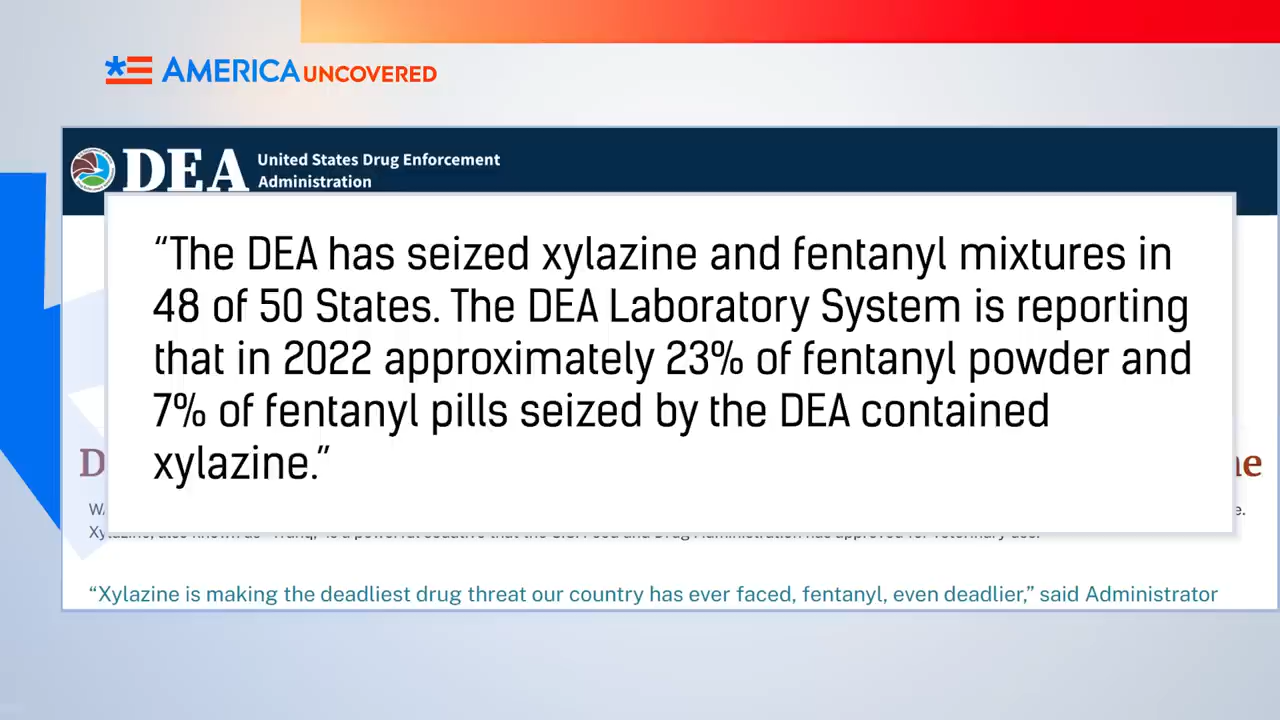 AMERICA UNCOVERED
DEA
United States Drug Enforcement
Administration
“The DEA has seized xylazine and fentanyl mixtures in
48 of 50 States. The DEA Laboratory System is reporting
that in 2022 approximately 23% of fentanyl powder and
7% of fentanyl pills seized by the DEA contained
xylazine.”
“Xylazine is making the deadliest drug threat our country has ever faced, fentanyl, even deadlier,” said Administrator